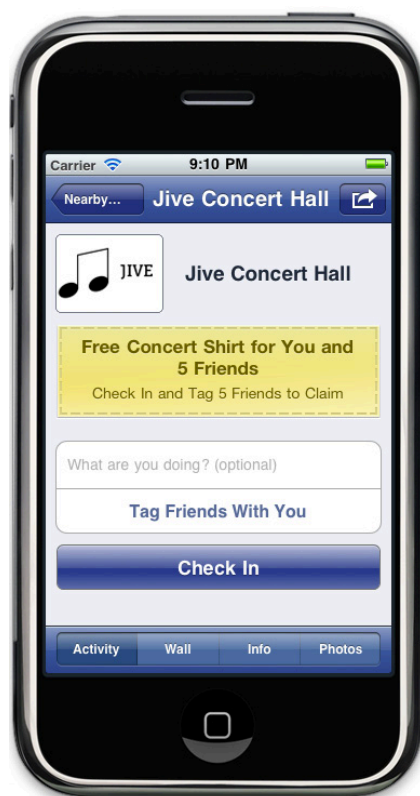 Carrier 9:10 PM
Nearby... Jive Concert Hall
JIVE Jive Concert Hall
Free Concert Shirt for You and
5 Friends
Check In and Tag 5 Friends to Claim
What are you doing? (optional)
Tag Friends With You
Check In
Activity Wall Info Photos